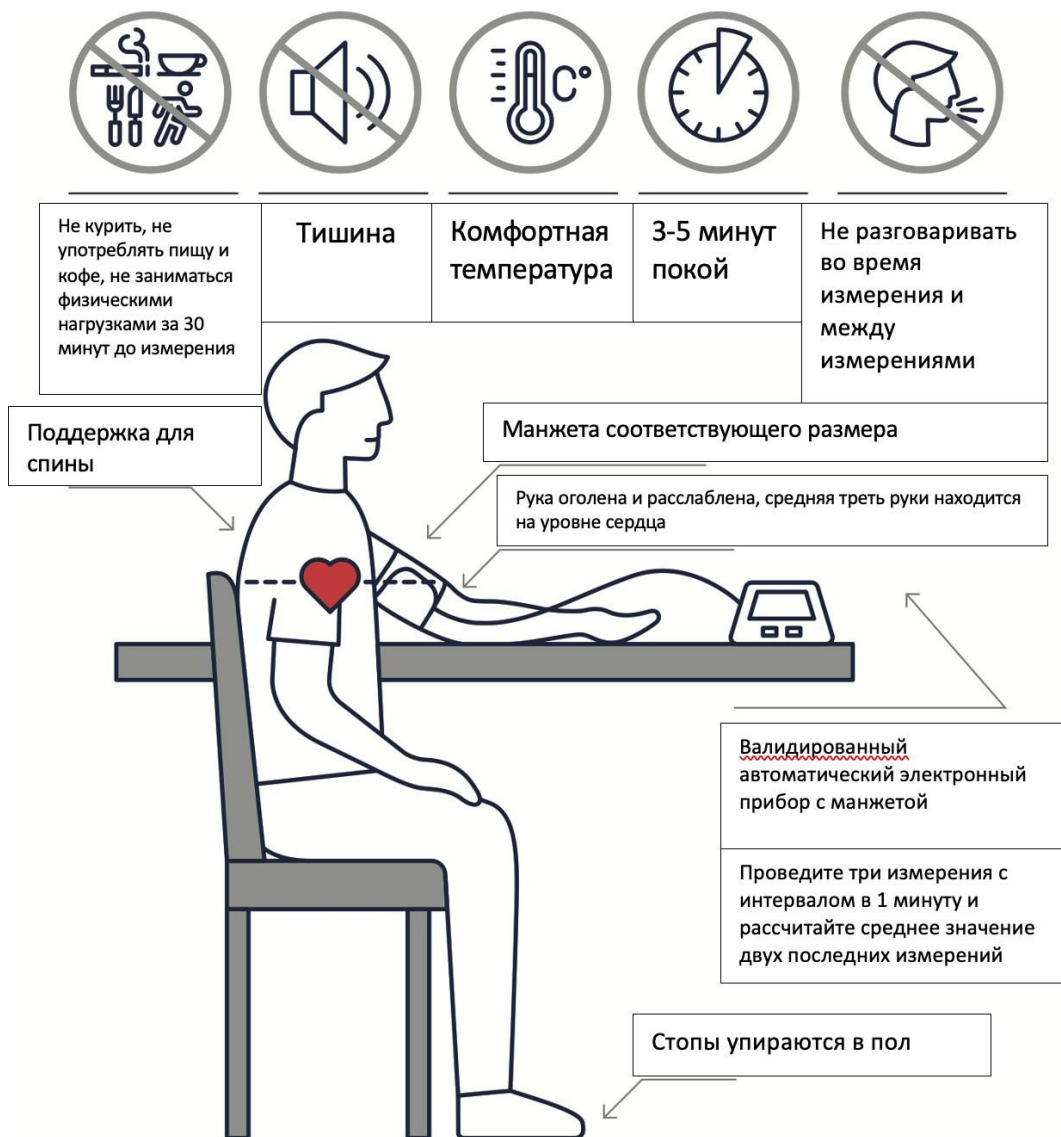 C°
Не курить, не
употреблять пищу и
кофе, не заниматься
физическими
нагрузками за 30
минут до измерения
Тишина
Комфортная
температура
3-5 минут
покой
Не разговаривать
во время
измерения и
между
измерениями
Поддержка для
спины
Манжета соответствующего размера
Рука оголена и расслаблена, средняя треть руки находится
на уровне сердца
Валидированный
автоматический электронный
прибор с манжетой
Проведите три измерения с
интервалом в 1 минуту и
рассчитайте среднее значение
двух последних измерений
Стопы упираются в пол